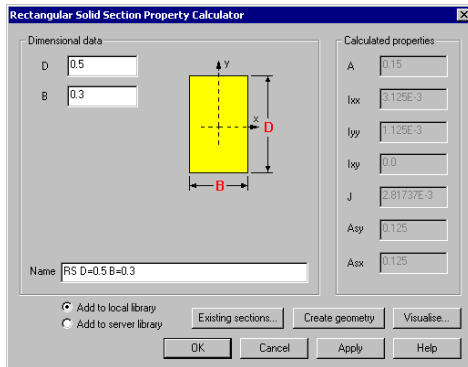 Rectangular Solid Section Property Calculator
Dimensional data
D 0.5
B 0.3
y
x
D
B
Name RS D=0.5 B=0.3
Calculated properties
A 0.15
Ixx 3.125E-3
Iyy 1.125E-3
Ixy 0.0
J 2.81737E-3
Asy 0.125
Asx 0.125
Add to local library
Add to server library
Existing sections... Create geometry Visualise...
OK Cancel Apply Help